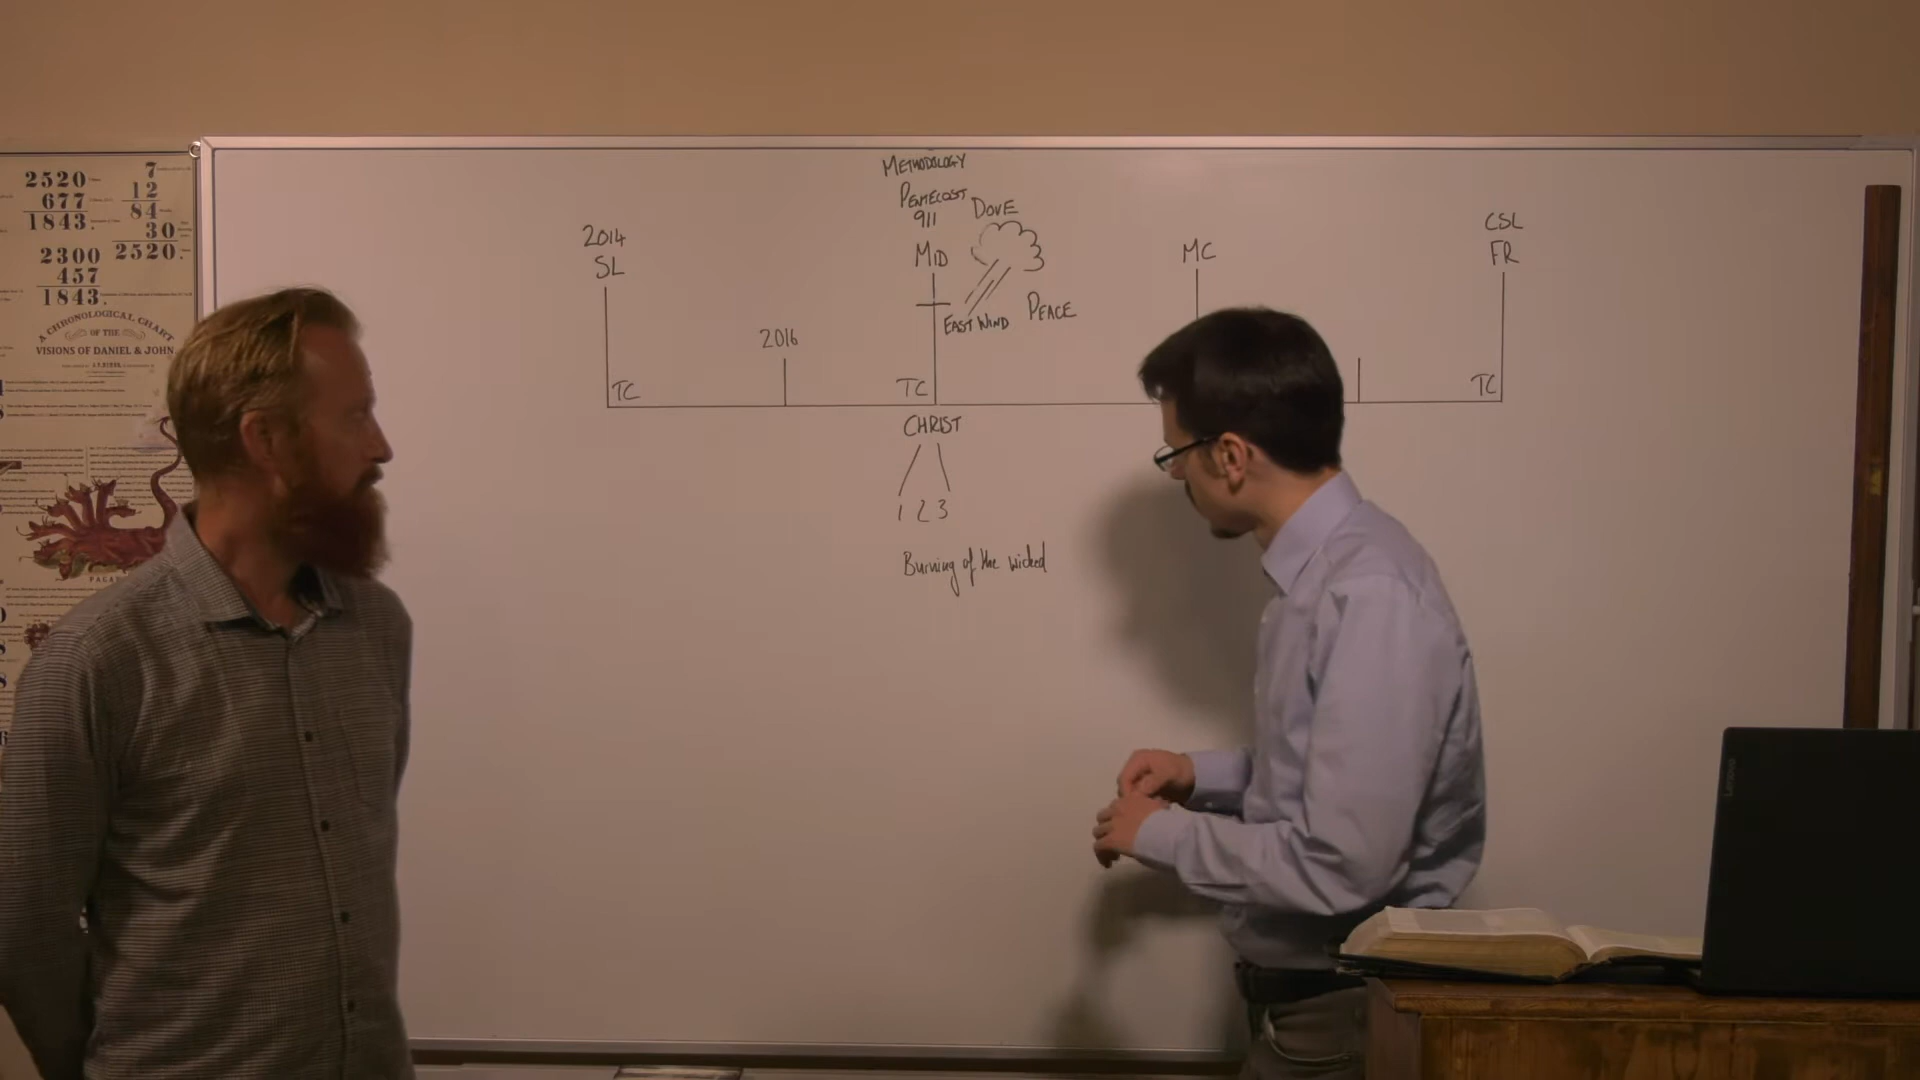 2520
677
1843.
7
12
84
30
2520.
2300
457
1843.
A CHRONOLOGICAL CHART
OF THE
VISIONS OF DANIEL & JOHN
PAGAN
METHODOLOGY
PENTECOST
911
MID
DOVE
EAST WIND
PEACE
2014
SL
2016
MC
CSL
FR
TC
TC
TC
CHRIST
1 2 3
Burning of the wicked
Lenovo